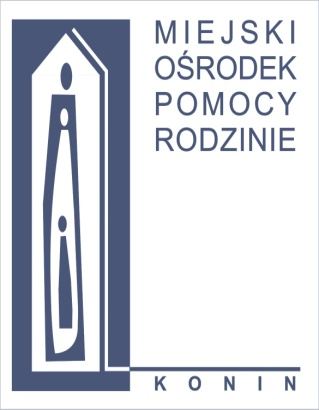 MIEJSKI
OŚRODEK
POMOCY
RODZINIE
KONIN